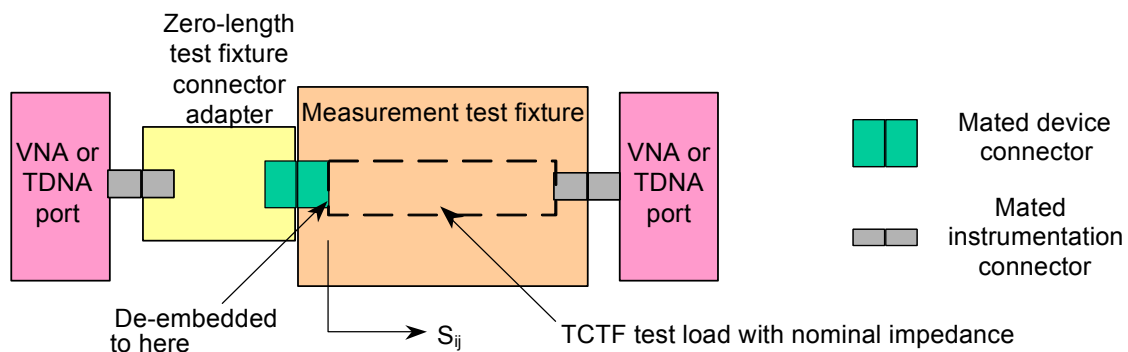 Zero-length
test fixture
connector
adapter
Measurement test fixture
VNA or
TDNA
port
VNA or
TDNA
port
Mated device
connector
Mated
instrumentation
connector
De-embedded
to here
Sij
TCTF test load with nominal impedance